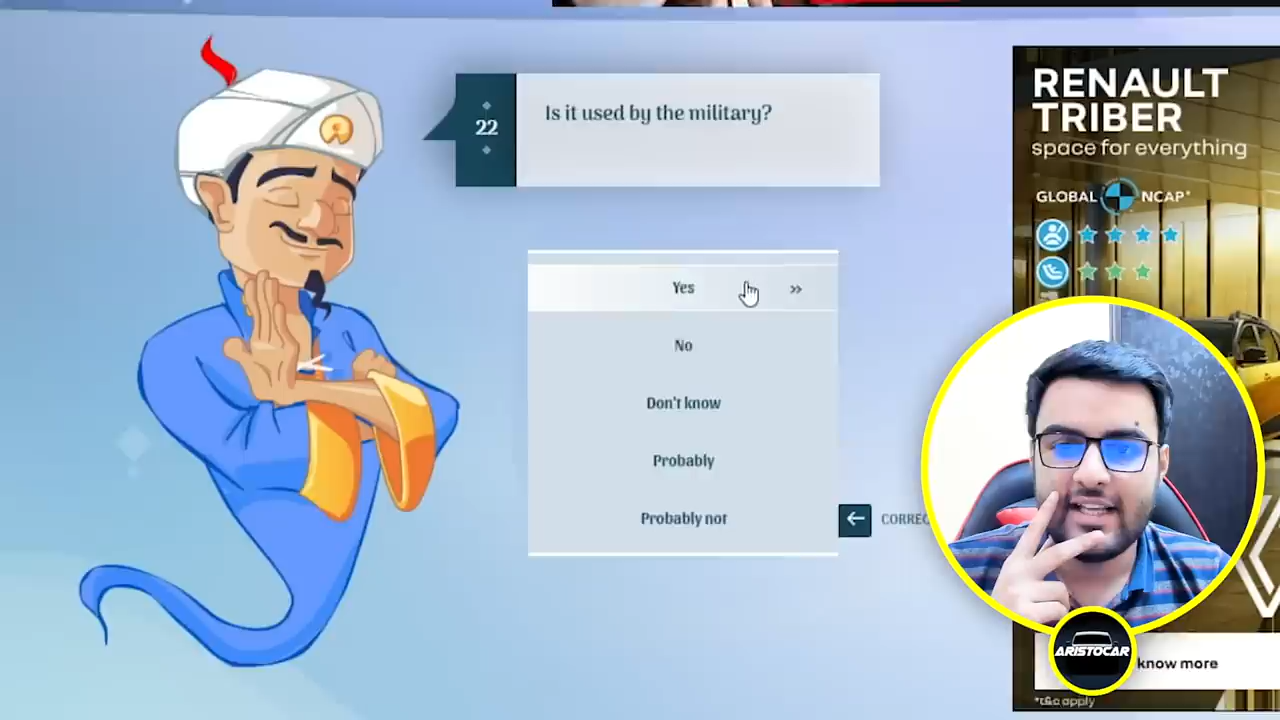 22
Is it used by the military?
Yes
No
Don't know
Probably
Probably not
RENAULT
TRIBER
space for everything
GLOBAL NCAP*
ARISTOCAR
know more
apply